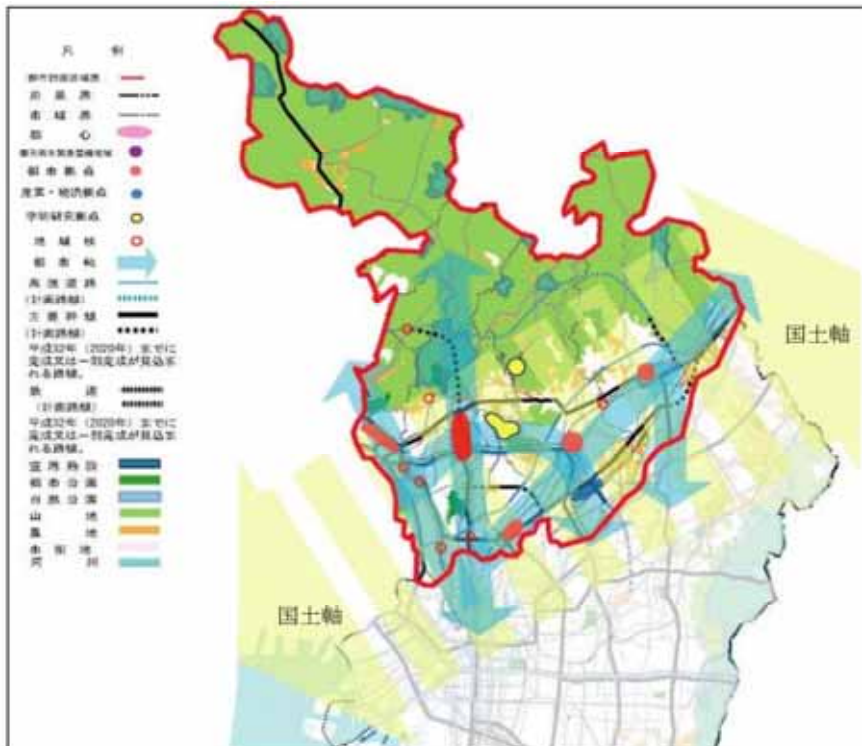 凡例
都市計画区域界
府県界
市域界
都心
都市拠点
産業・物流拠点
学術研究拠点
地域核
都市軸
高速道路
(計画路線)
主要幹線
(計画路線)
平成32年(2020年)までに
完成又は一部完成が見込ま
れる路線。
鉄道
(計画路線)
平成32年(2020年)までに
完成又は一部完成が見込ま
れる路線。
空港施設
都市公園
自然公園
山地
農地
市街地
河川
国土軸
国土軸